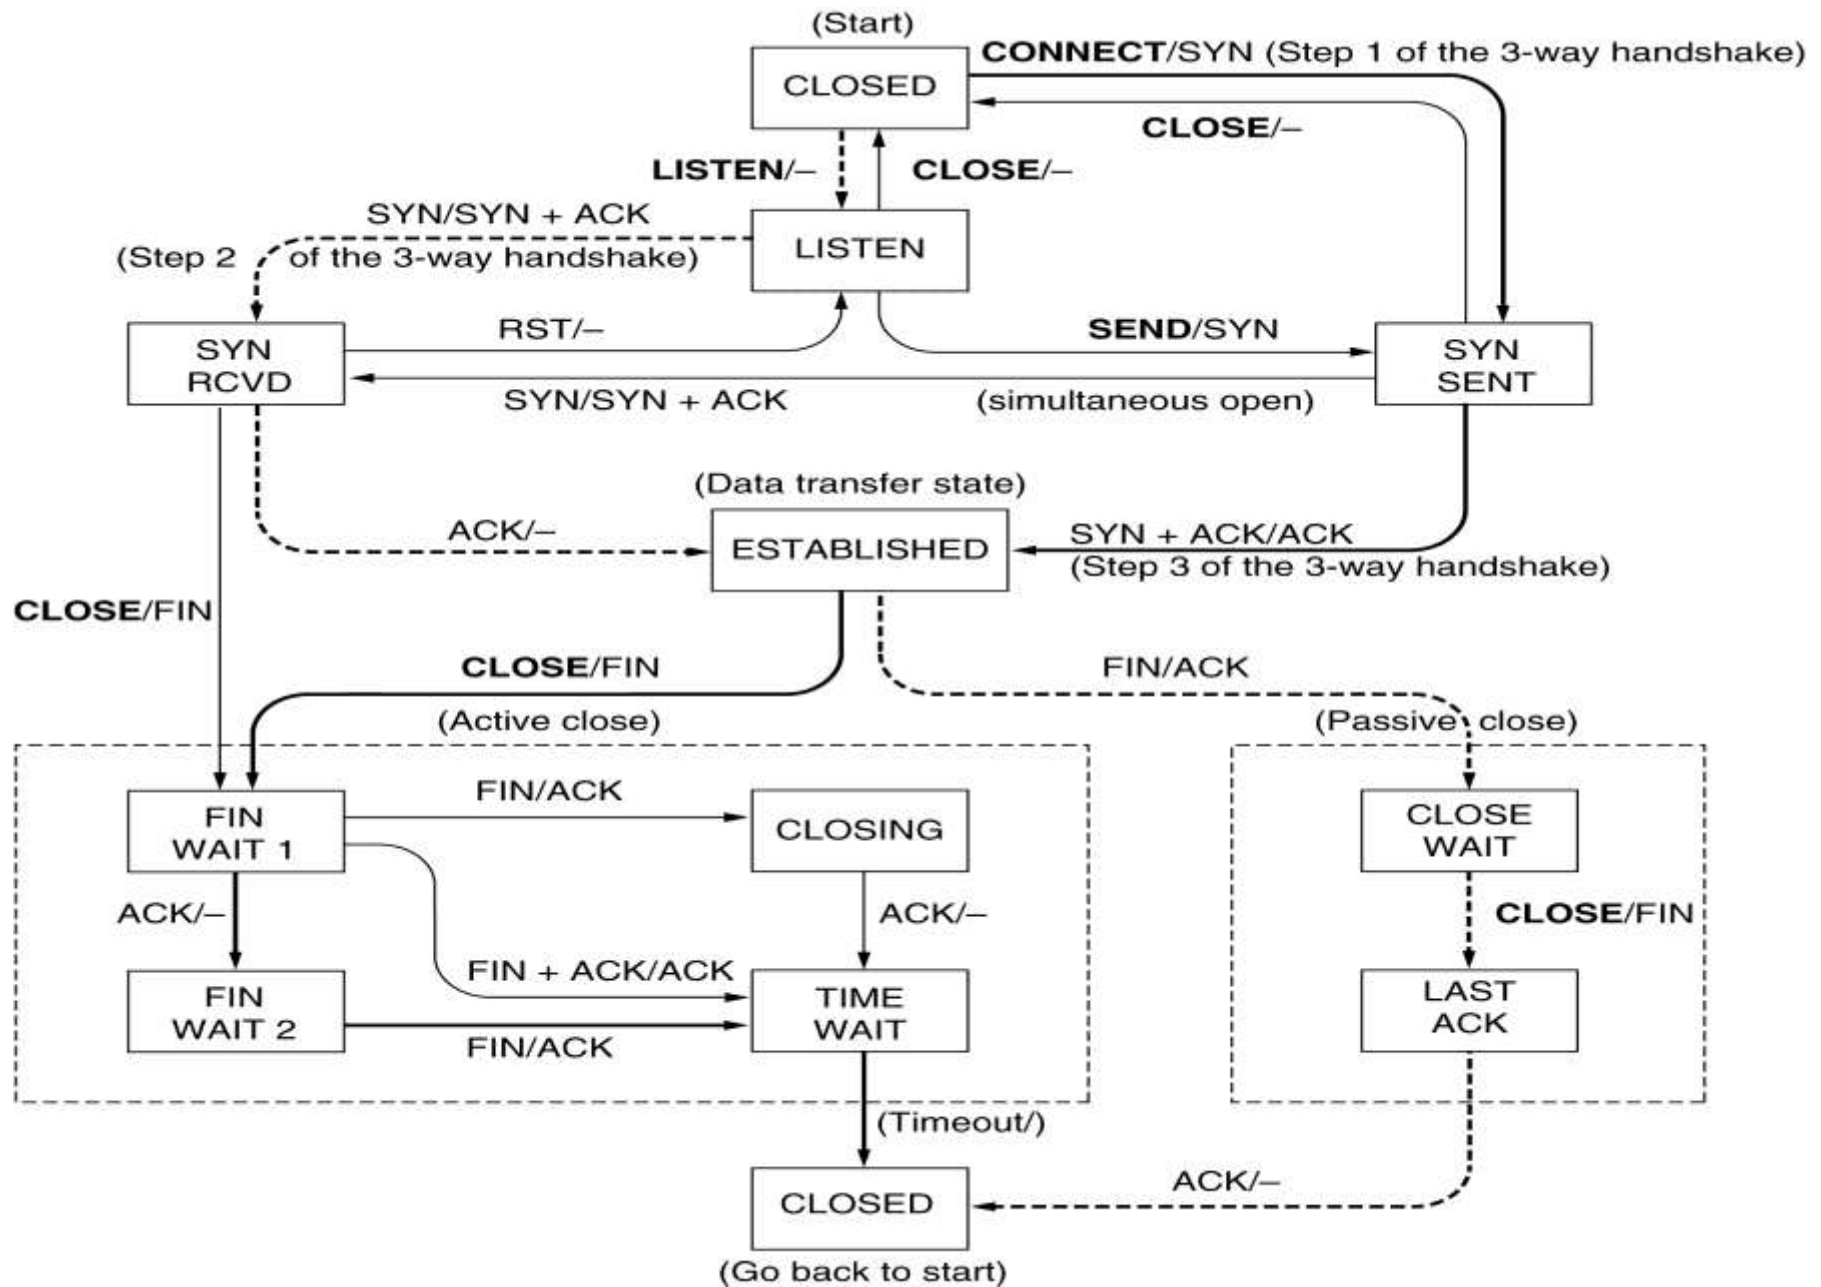 (Start)
CLOSED
CONNECT/SYN (Step 1 of the 3-way handshake)
CLOSE/–
LISTEN/–
CLOSE/–
SYN/SYN + ACK
(Step 2 of the 3-way handshake)
LISTEN
RST/–
SEND/SYN
SYN
RCVD
SYN
SENT
SYN/SYN + ACK
(simultaneous open)
(Data transfer state)
ACK/–
ESTABLISHED
SYN + ACK/ACK
(Step 3 of the 3-way handshake)
CLOSE/FIN
CLOSE/FIN
FIN/ACK
(Active close)
(Passive close)
FIN
WAIT 1
FIN/ACK
CLOSING
CLOSE
WAIT
ACK/–
ACK/–
CLOSE/FIN
FIN + ACK/ACK
FIN
WAIT 2
TIME
WAIT
LAST
ACK
FIN/ACK
(Timeout/)
ACK/–
CLOSED
(Go back to start)